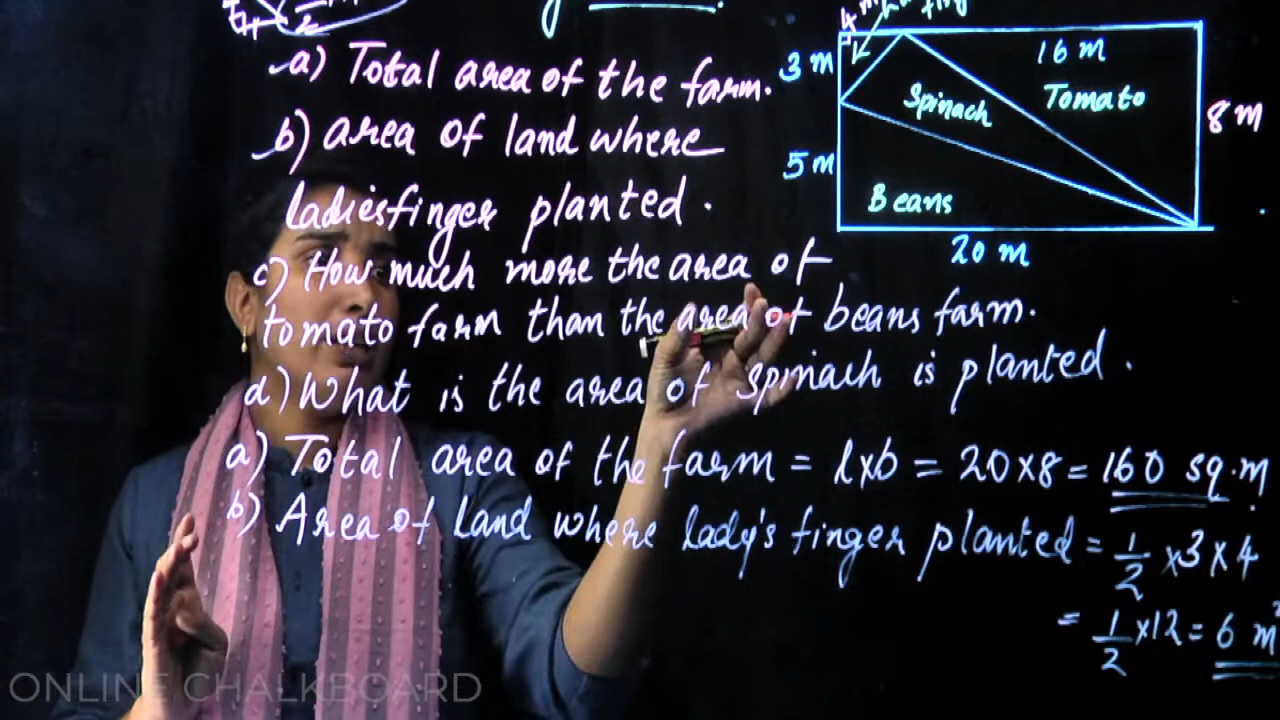 a) Total area of the farm.
b) area of land where
ladiesfinger planted.
c) How much more the area of
tomato farm than the area of beans farm.
d) What is the area of spinach is planted.
a) Total area of the farm = l×b = 20×8 = 160 sq.m
b) Area of Land where lady's finger planted = 1/2 ×3×4
= 1/2 ×12 = 6 m²
4 m
3 m
16 m
Spinach
Tomato
8 m
5 m
Beans
20 m
ONLINE CHALKBOARD